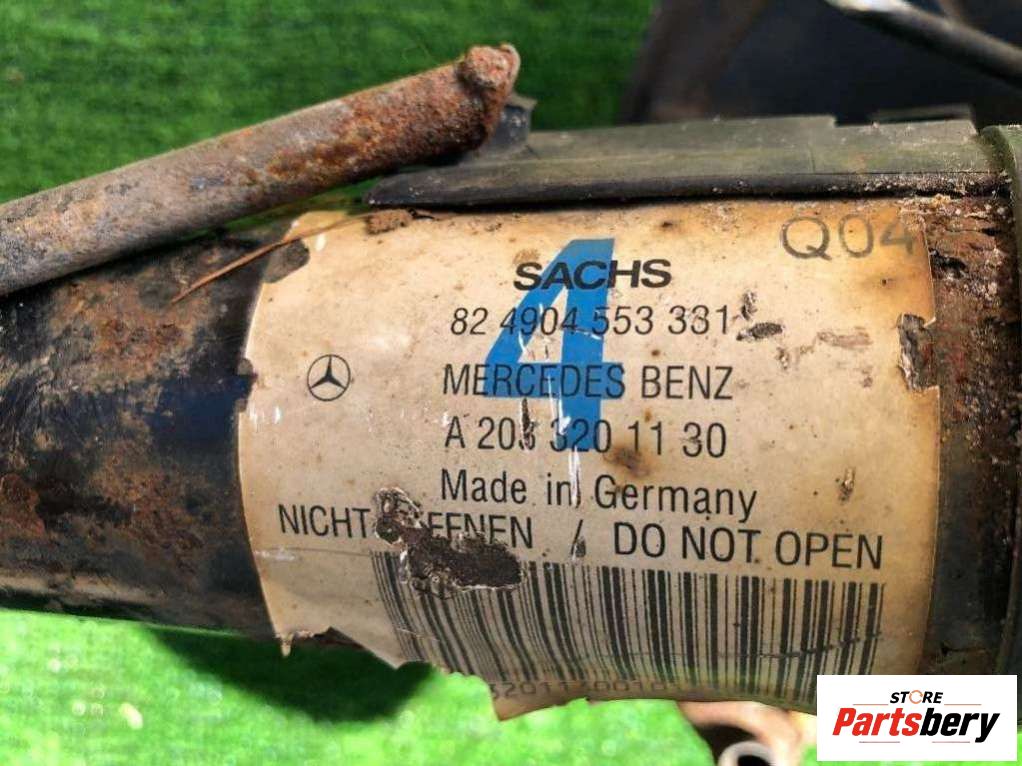 Q04
4
SACHS
82 4904 553 331
MERCEDES BENZ
A 203 320 11 30
Made in Germany
NICHT / DO NOT OPEN
STORE
Partsbery